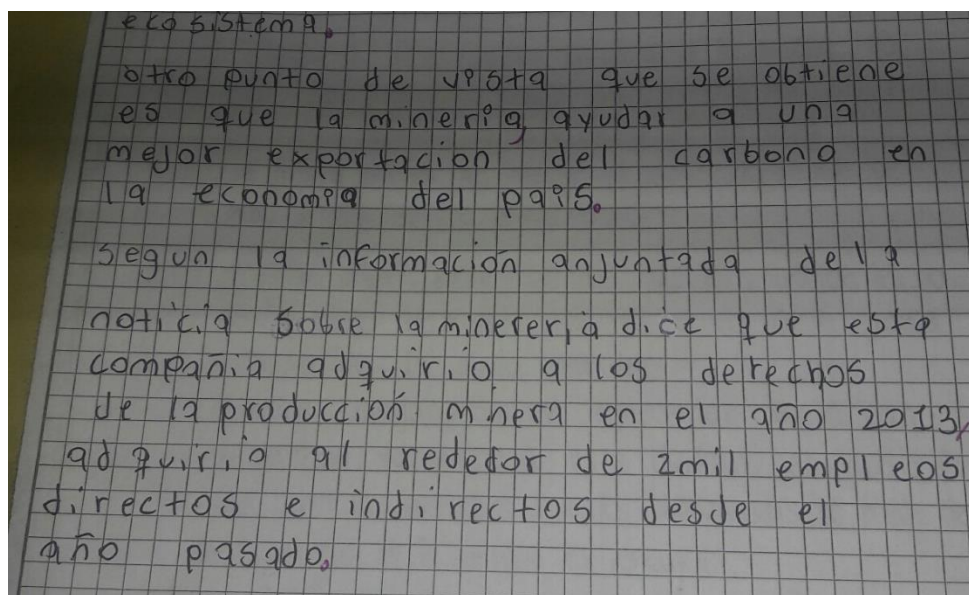 ecosistema.
otro punto de vista que se obtiene
es que la mineria ayudar a una
mejor exportacion del carbono en
la economia del pais.
segun la informacion anjuntada de la
noticia sobre la minereria dice que esta
compañia adquirio a los derechos
de la produccion minera en el año 2013,
adquirio al rededor de 2mil empleos
directos e indirectos desde el
año pasado.